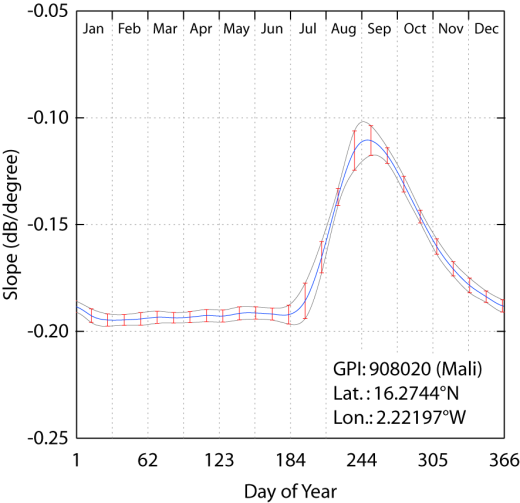 -0.05
Jan Feb Mar Apr May Jun Jul Aug Sep Oct Nov Dec
-0.10
-0.15
Slope (dB/degree)
-0.20
GPI: 908020 (Mali)
Lat.: 16.2744°N
Lon.: 2.22197°W
-0.25
1 62 123 184 244 305 366
Day of Year